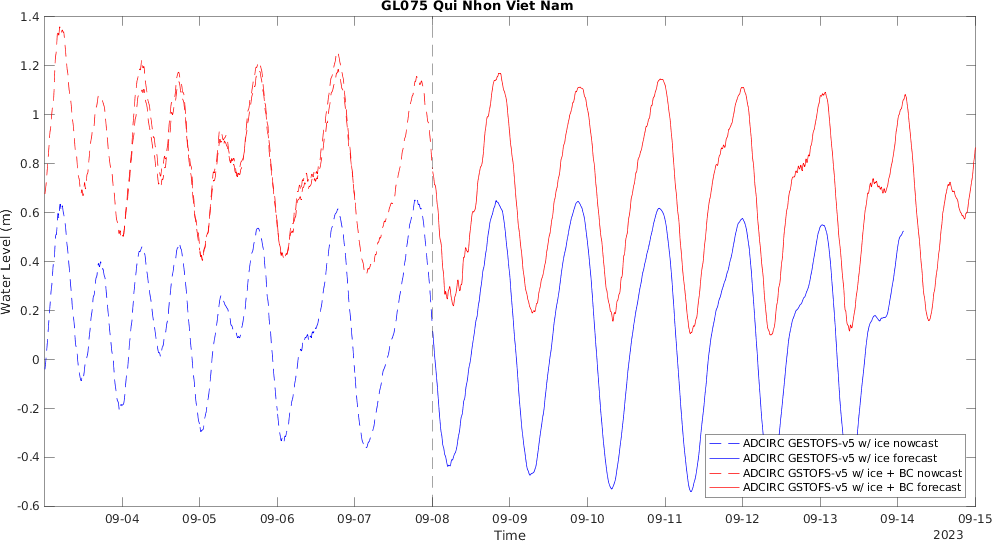 GL075 Qui Nhon Viet Nam
1.4
1.2
1
0.8
0.6
0.4
0.2
0
-0.2
-0.4
-0.6
Water Level (m)
ADCIRC GESTOFS-v5 w/ ice nowcast
ADCIRC GESTOFS-v5 w/ ice forecast
ADCIRC GSTOFS-v5 w/ ice + BC nowcast
ADCIRC GSTOFS-v5 w/ ice + BC forecast
09-04 09-05 09-06 09-07 09-08 09-09 09-10 09-11 09-12 09-13 09-14 09-15
Time
2023